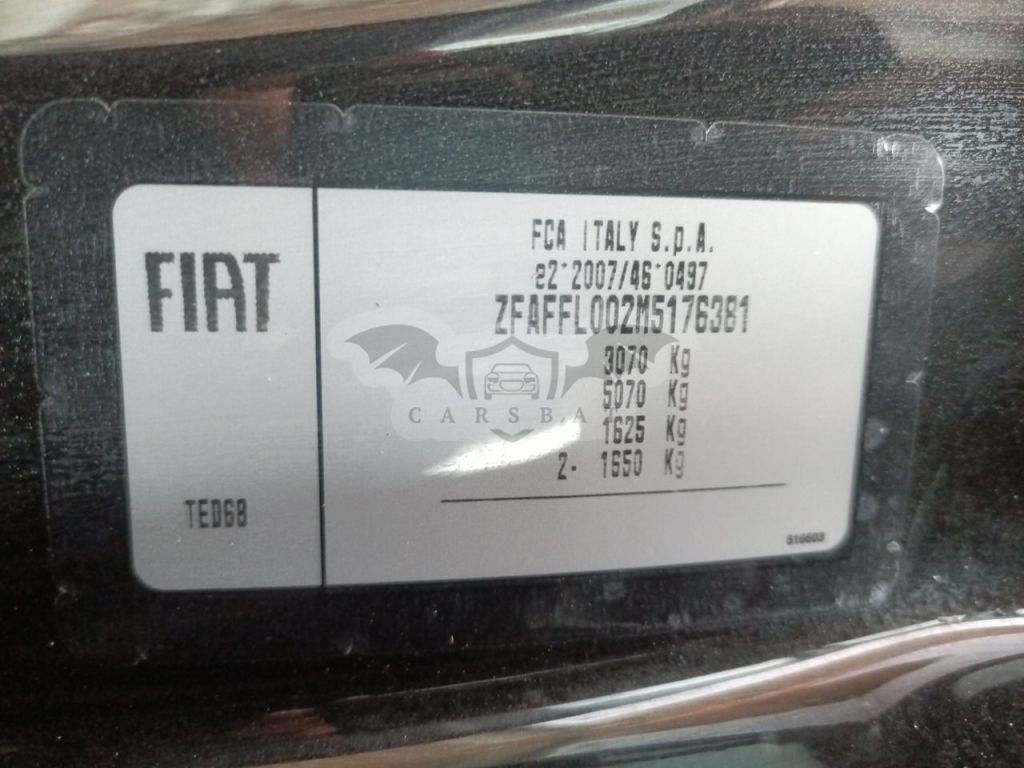 FIAT
TED68
FCA ITALY S.p.A.
e2*2007/46*0497
ZFAFFL002M5176381
3070 Kg
5070 Kg
1625 Kg
2- 1650 Kg
CARSBA